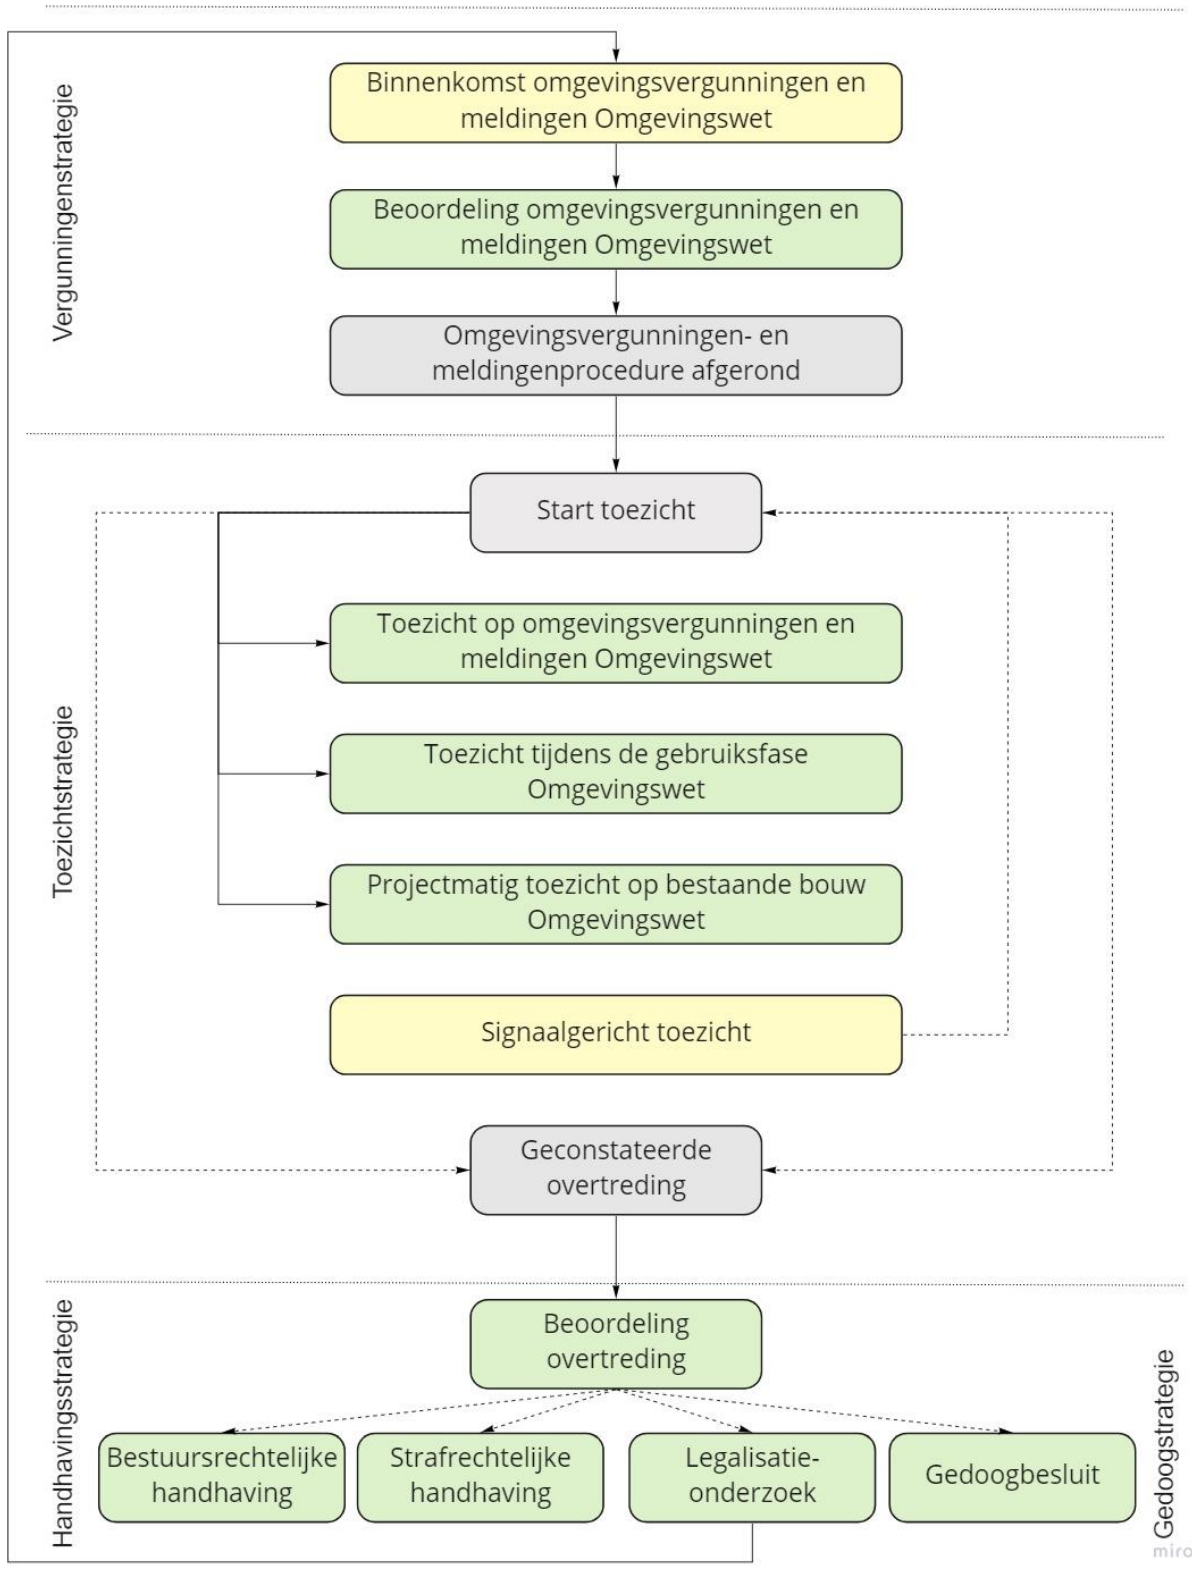 Vergunningenstrategie
Binnenkomst omgevingsvergunningen en
meldingen Omgevingswet
Beoordeling omgevingsvergunningen en
meldingen Omgevingswet
Omgevingsvergunningen- en
meldingenprocedure afgerond
Toezichtstrategie
Start toezicht
Toezicht op omgevingsvergunningen en
meldingen Omgevingswet
Toezicht tijdens de gebruiksfase
Omgevingswet
Projectmatig toezicht op bestaande bouw
Omgevingswet
Signaalgericht toezicht
Geconstateerde
overtreding
Handhavingsstrategie
Beoordeling
overtreding
Bestuursrechtelijke
handhaving
Strafrechtelijke
handhaving
Legalisatie-
onderzoek
Gedoogbesluit
Gedoogstrategie
miro